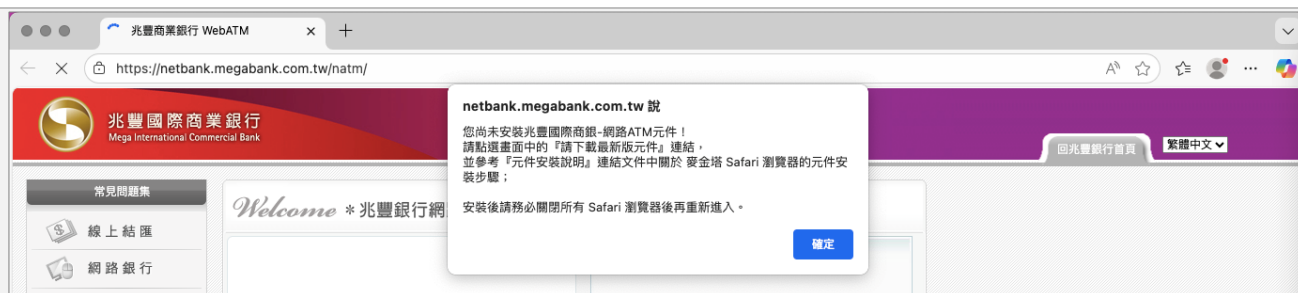 兆豐商業銀行 WebATM
https://netbank.megabank.com.tw/natm/
兆豐國際商業銀行
Mega International Commercial Bank
netbank.megabank.com.tw 說
您尚未安裝兆豐國際商銀-網路ATM元件！
請點選畫面中的『請下載最新版元件』連結，
並參考『元件安裝說明』連結文件中關於 麥金塔 Safari 瀏覽器的元件安
裝步驟；
安裝後請務必關閉所有 Safari 瀏覽器後再重新進入。
確定
回兆豐銀行首頁
繁體中文
常見問題集
線上結匯
網路銀行
Welcome *兆豐銀行網